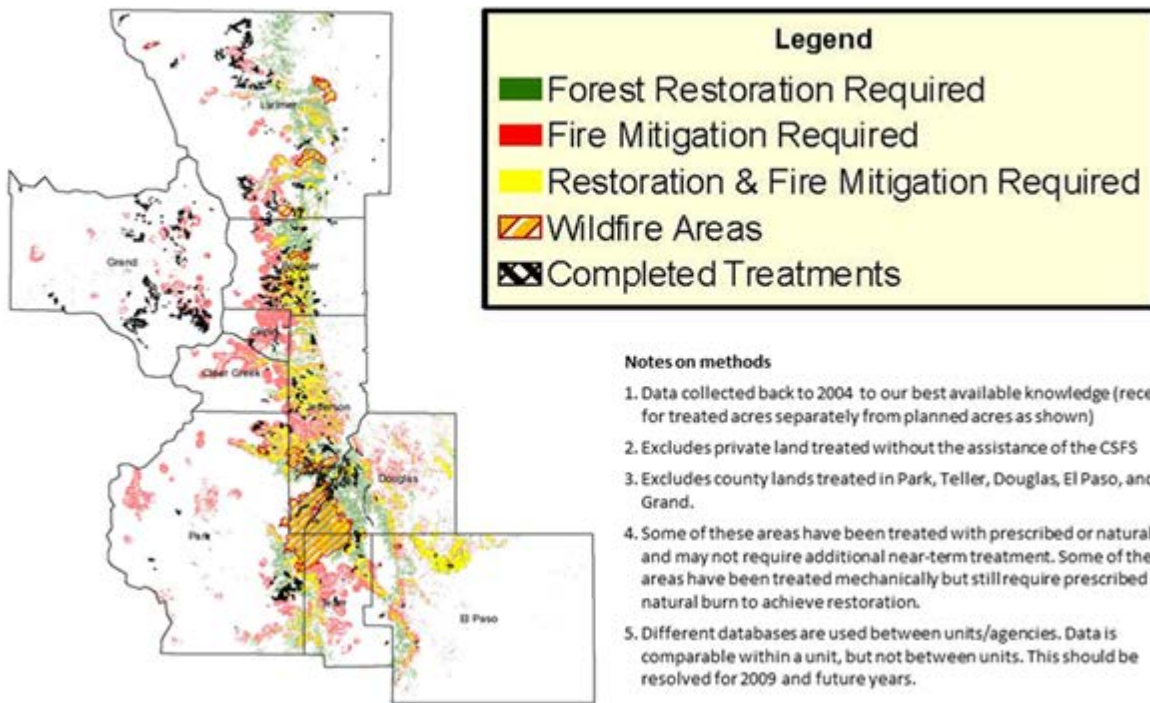 Legend
Forest Restoration Required
Fire Mitigation Required
Restoration & Fire Mitigation Required
Wildfire Areas
Completed Treatments
Larimer
Grand
Boulder
Gilpin
Clear Creek
Jefferson
Douglas
Park
Teller
El Paso
Notes on methods
1. Data collected back to 2004 to our best available knowledge (rece
for treated acres separately from planned acres as shown)
2. Excludes private land treated without the assistance of the CSFS
3. Excludes county lands treated in Park, Teller, Douglas, El Paso, and
Grand.
4. Some of these areas have been treated with prescribed or natural
and may not require additional near-term treatment. Some of the
areas have been treated mechanically but still require prescribed
natural burn to achieve restoration.
5. Different databases are used between units/agencies. Data is
comparable within a unit, but not between units. This should be
resolved for 2009 and future years.